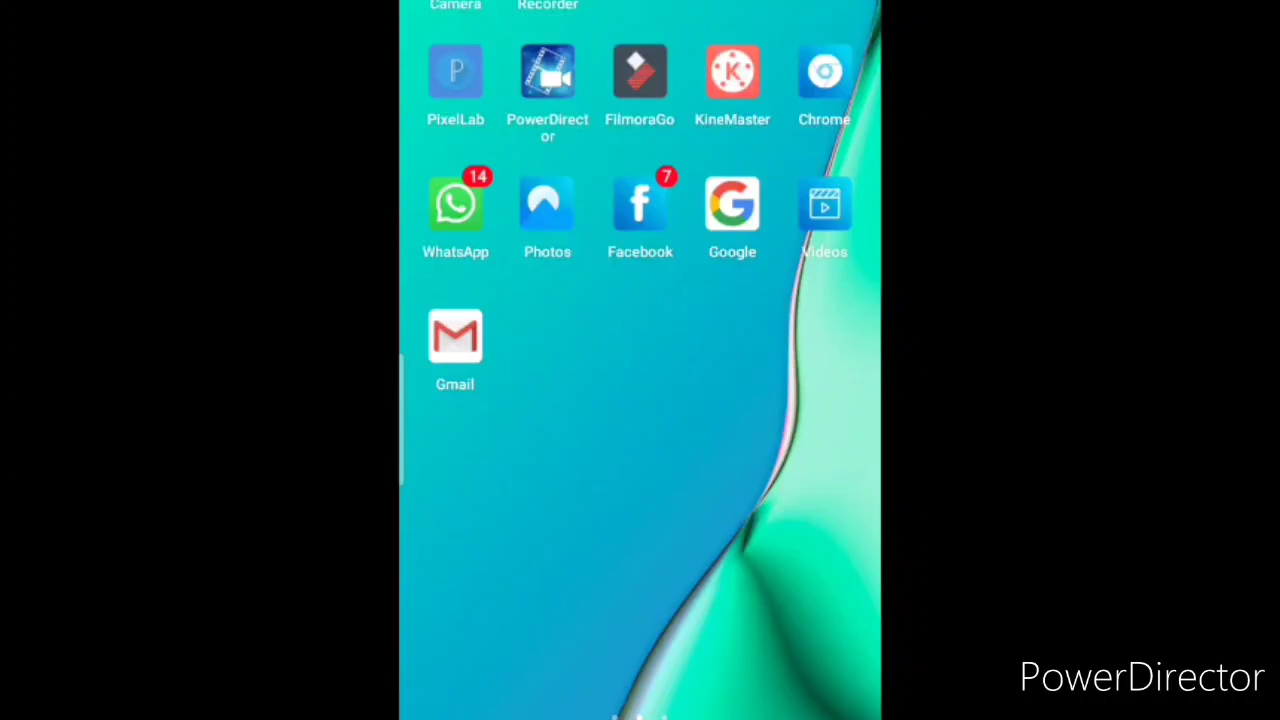 Camera Recorder
PixelLab PowerDirect FilmoraGo KineMaster Chrome
or
14 7
WhatsApp Photos Facebook Google Videos
Gmail
PowerDirector